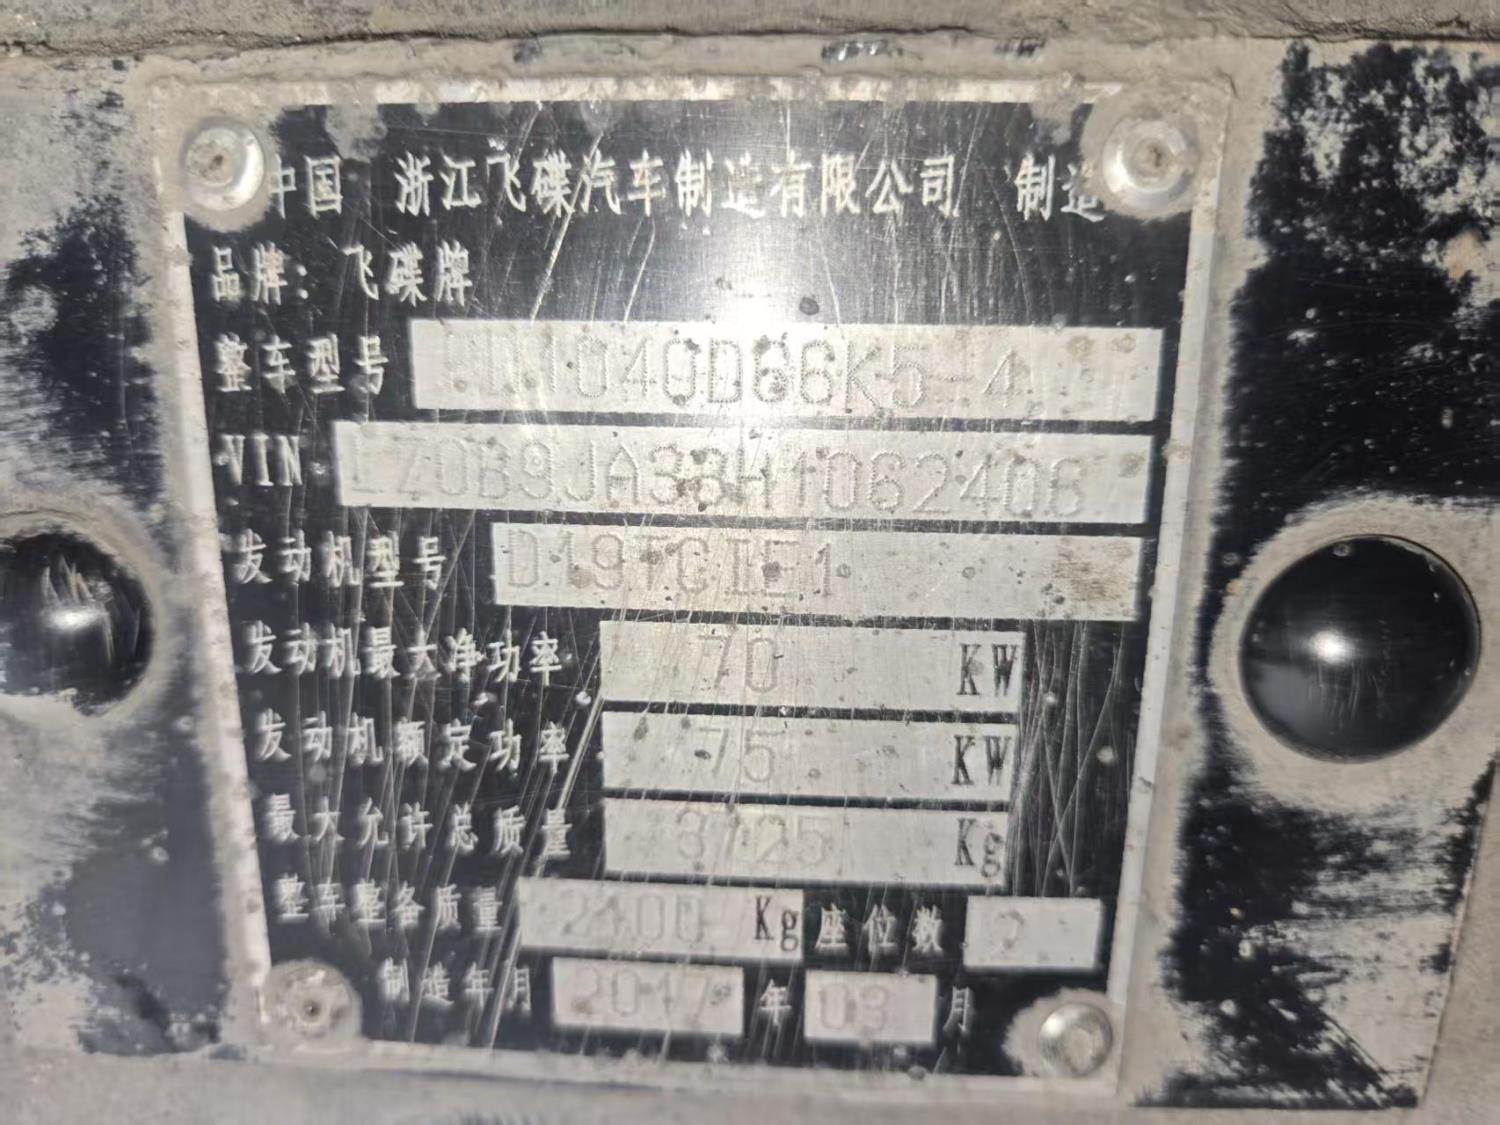 中国 浙江飞碟汽车制造有限公司 制造
品牌: 飞碟牌
整车型号 FD1040D66K5-4
VIN LZ0B9JA33H1062406
发动机型号 D19TCIE1
发动机最大净功率 70 KW
发动机额定功率 75 KW
最大允许总质量 3725 Kg
整车整备质量 2400 Kg 座位数
制造年月 2017 年 03 月